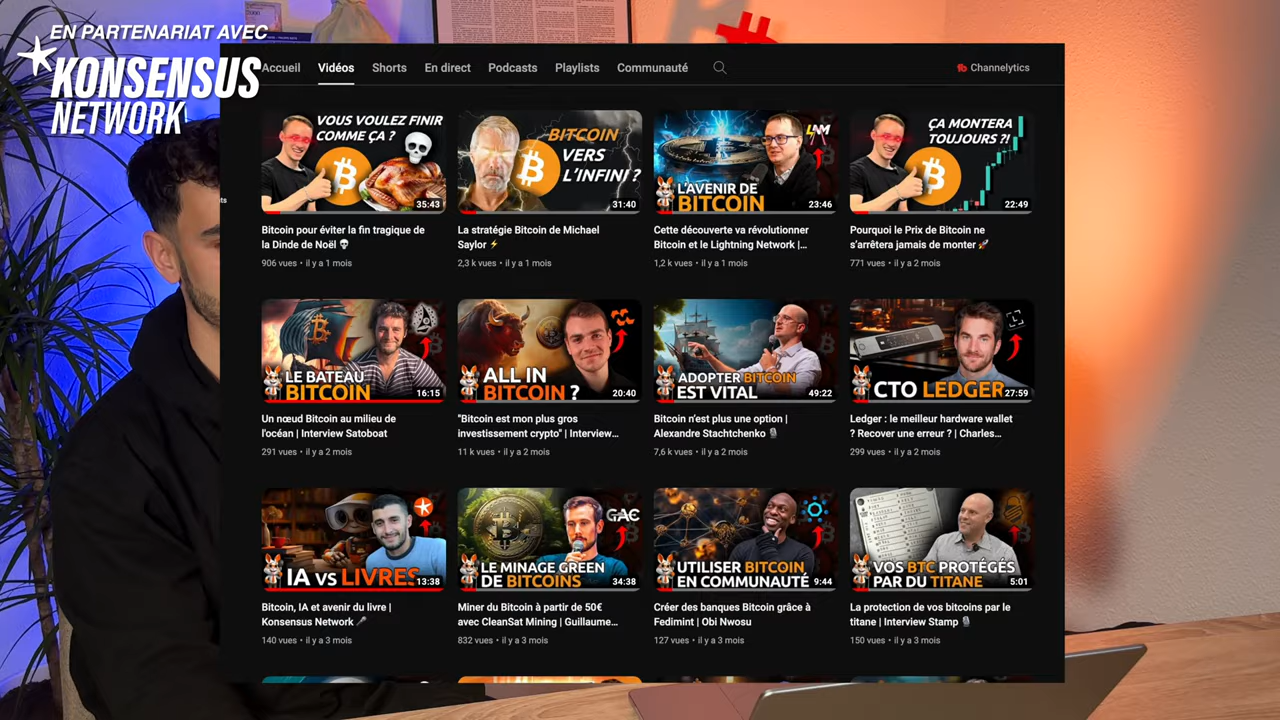 EN PARTENARIAT AVEC
KONSENSUS
NETWORK
Accueil
Vidéos
Shorts
En direct
Podcasts
Playlists
Communauté
Channelytics
VOUS VOULEZ FINIR
COMME ÇA ?
35:43
Bitcoin pour éviter la fin tragique de
la Dinde de Noël 💀
906 vues • il y a 1 mois
BITCOIN
VERS
L'INFINI ?
31:40
La stratégie Bitcoin de Michael
Saylor ⚡
2,3 k vues • il y a 1 mois
LNM
L'AVENIR DE
BITCOIN
23:46
Cette découverte va révolutionner
Bitcoin et le Lightning Network |...
1,2 k vues • il y a 1 mois
ÇA MONTERA
TOUJOURS ?!
22:49
Pourquoi le Prix de Bitcoin ne
s'arrêtera jamais de monter 🚀
771 vues • il y a 2 mois
LE BATEAU
BITCOIN
16:15
Un nœud Bitcoin au milieu de
l'océan | Interview Satoboat
291 vues • il y a 2 mois
ALL IN
BITCOIN ?
20:40
"Bitcoin est mon plus gros
investissement crypto" | Interview...
11 k vues • il y a 2 mois
ADOPTER BITCOIN
EST VITAL
49:22
Bitcoin n'est plus une option |
Alexandre Stachtchenko 🎙
7,6 k vues • il y a 2 mois
CTO LEDGER
27:59
Ledger : le meilleur hardware wallet
? Recover une erreur ? | Charles...
299 vues • il y a 2 mois
IA VS LIVRES
13:38
Bitcoin, IA et avenir du livre |
Konsensus Network 🎤
140 vues • il y a 3 mois
GAC
LE MINAGE GREEN
DE BITCOINS
34:38
Miner du Bitcoin à partir de 50€
avec CleanSat Mining | Guillaume...
832 vues • il y a 3 mois
UTILISER BITCOIN
EN COMMUNAUTÉ
9:44
Créer des banques Bitcoin grâce à
Fedimint | Obi Nwosu
127 vues • il y a 3 mois
VOS BTC PROTÉGÉS
PAR DU TITANE
5:01
La protection de vos bitcoins par le
titane | Interview Stamp 🎙
150 vues • il y a 3 mois